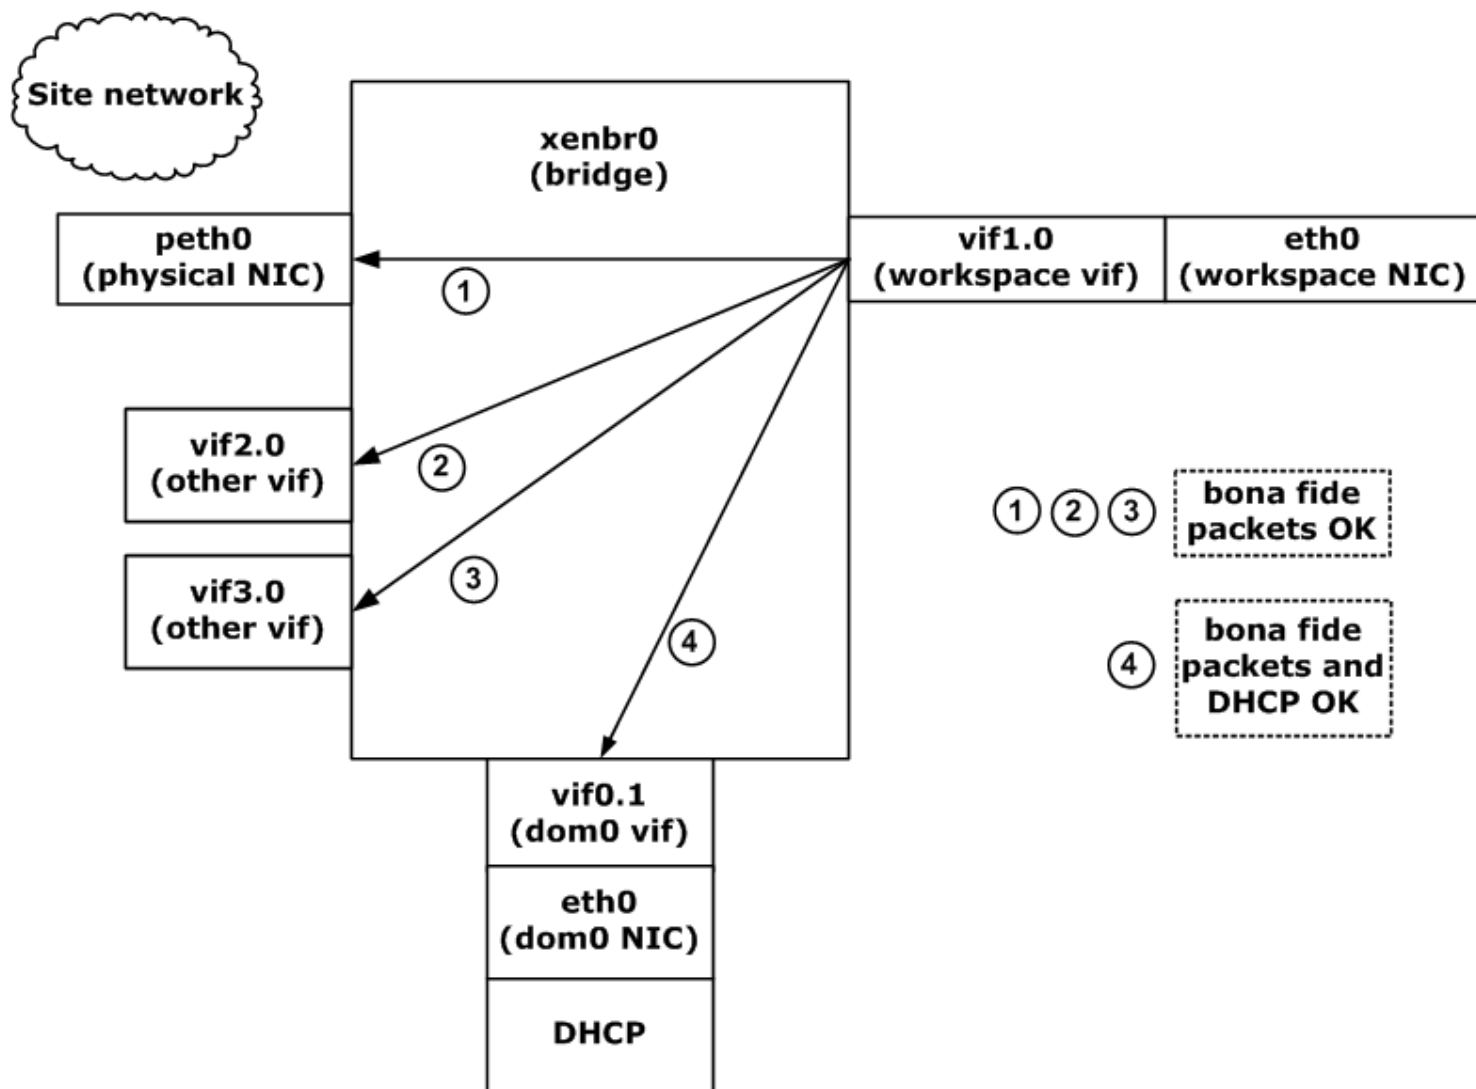 Site network
xenbr0
(bridge)
peth0
(physical NIC)
vif1.0
(workspace vif)
eth0
(workspace NIC)
1
vif2.0
(other vif)
2
vif3.0
(other vif)
3
4
1 2 3
bona fide
packets OK
4
bona fide
packets and
DHCP OK
vif0.1
(dom0 vif)
eth0
(dom0 NIC)
DHCP